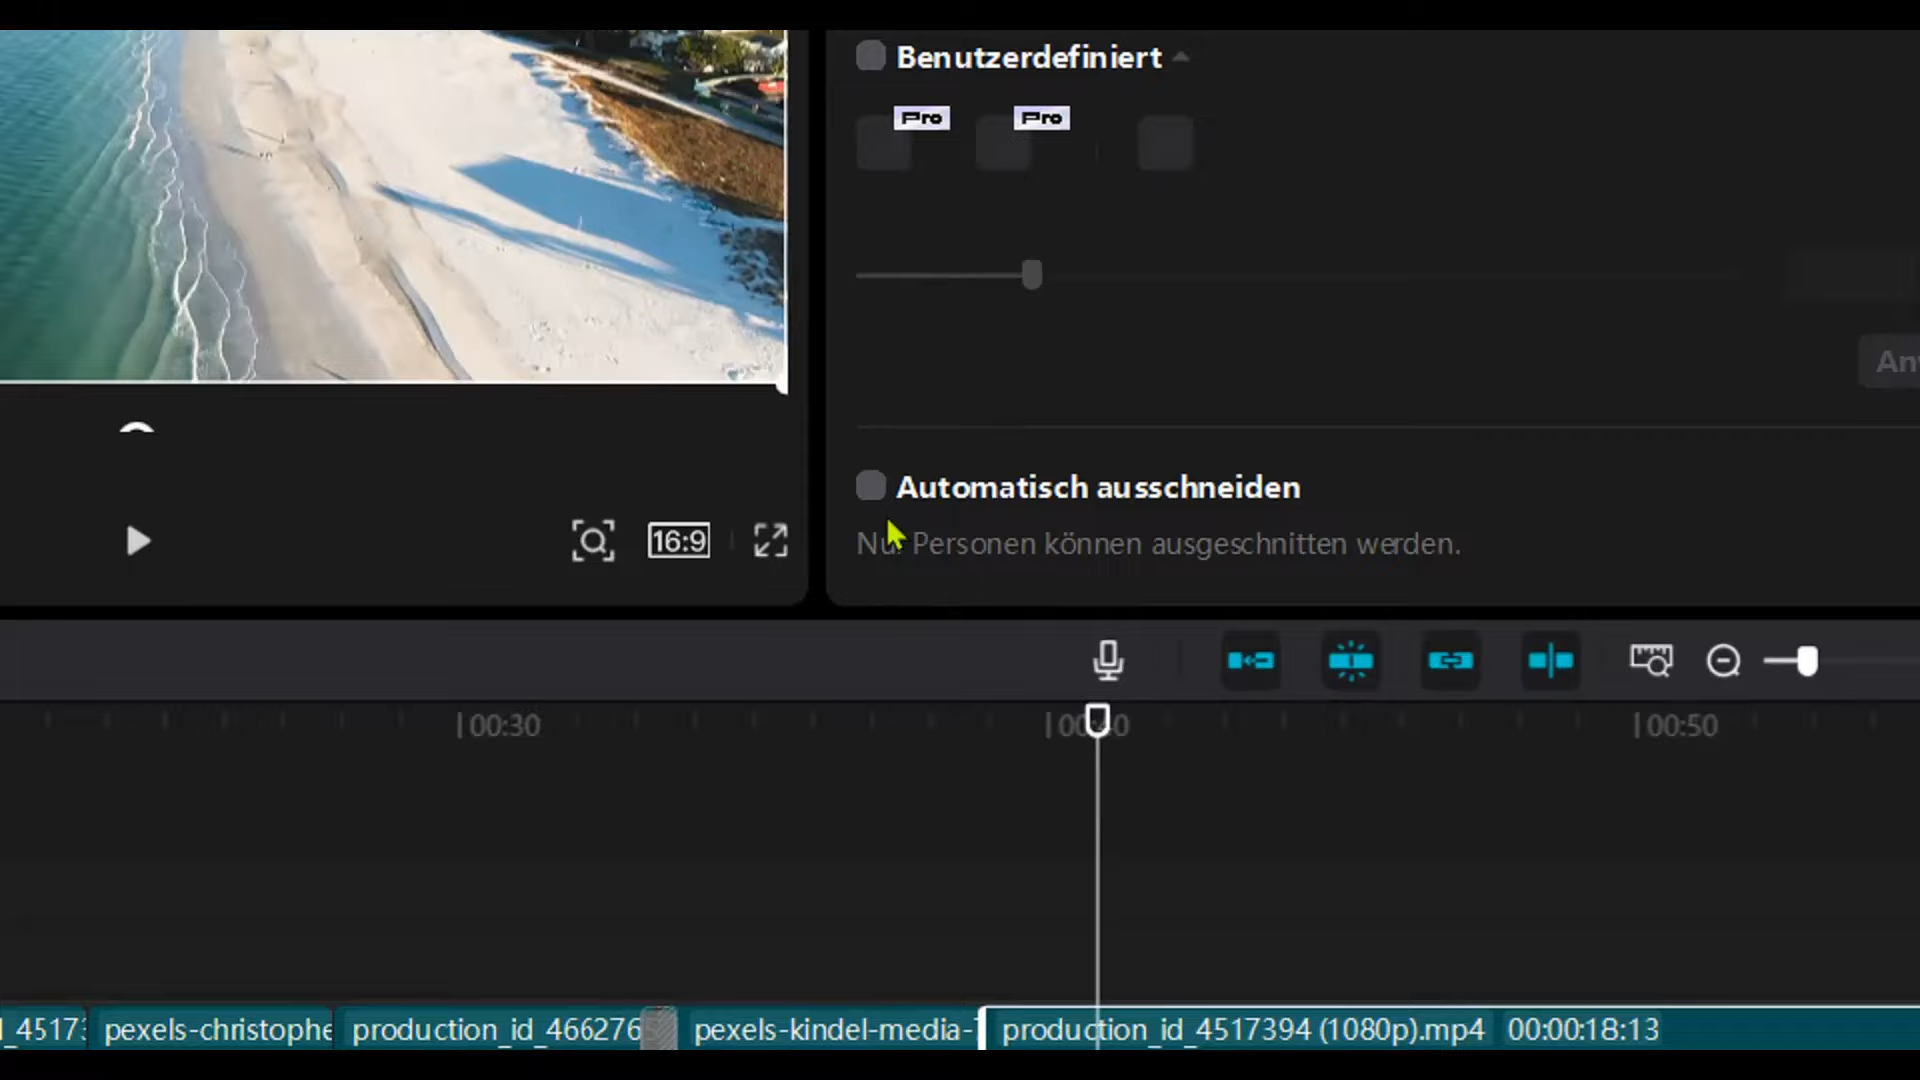 Benutzerdefiniert
Pro Pro
Automatisch ausschneiden
Personen können ausgeschnitten werden.
16:9
00:30 00:50
pexels-christophe production_id_46627 pexels-kindel-media- production_id_4517394 (1080p).mp4 00:00:18:13